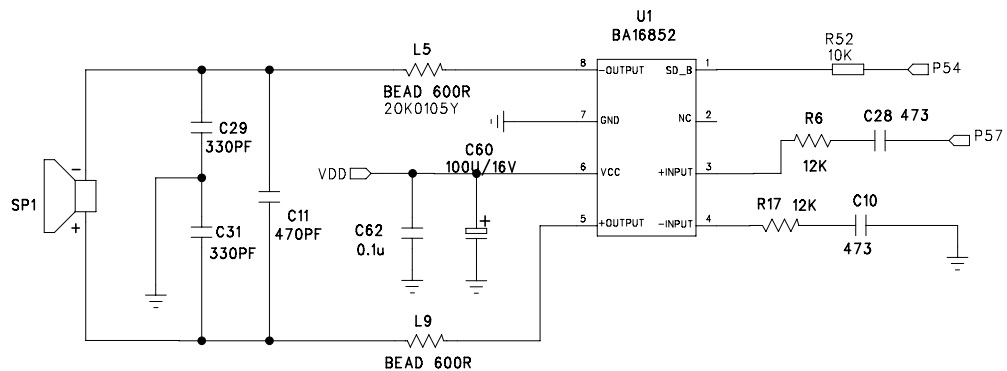 U1
BA16852
L5
R52
10K
8
-OUTPUT
SD_B
1
P54
BEAD 600R
20K0105Y
R6
C28 473
7
GND
NC
2
C29
330PF
P57
C60
100U/16V
VDD
6
VCC
+INPUT
3
12K
-
SP1
+
C31
330PF
C11
470PF
C62
0.1u
+
5
+OUTPUT
-INPUT
4
R17 12K
C10
473
L9
BEAD 600R